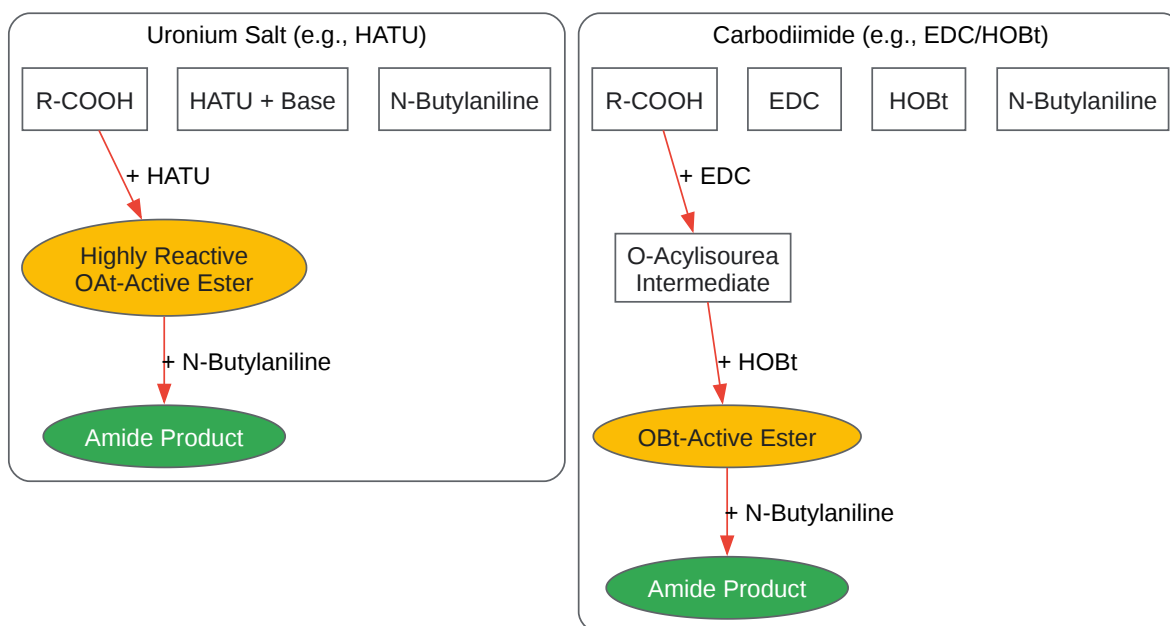 Uronium Salt (e.g., HATU)
R-COOH
HATU + Base
N-Butylaniline
+ HATU
Highly Reactive
OAt-Active Ester
+ N-Butylaniline
Amide Product
Carbodiimide (e.g., EDC/HOBt)
R-COOH
EDC
HOBt
N-Butylaniline
+ EDC
O-Acylisourea
Intermediate
+ HOBt
OBt-Active Ester
+ N-Butylaniline
Amide Product